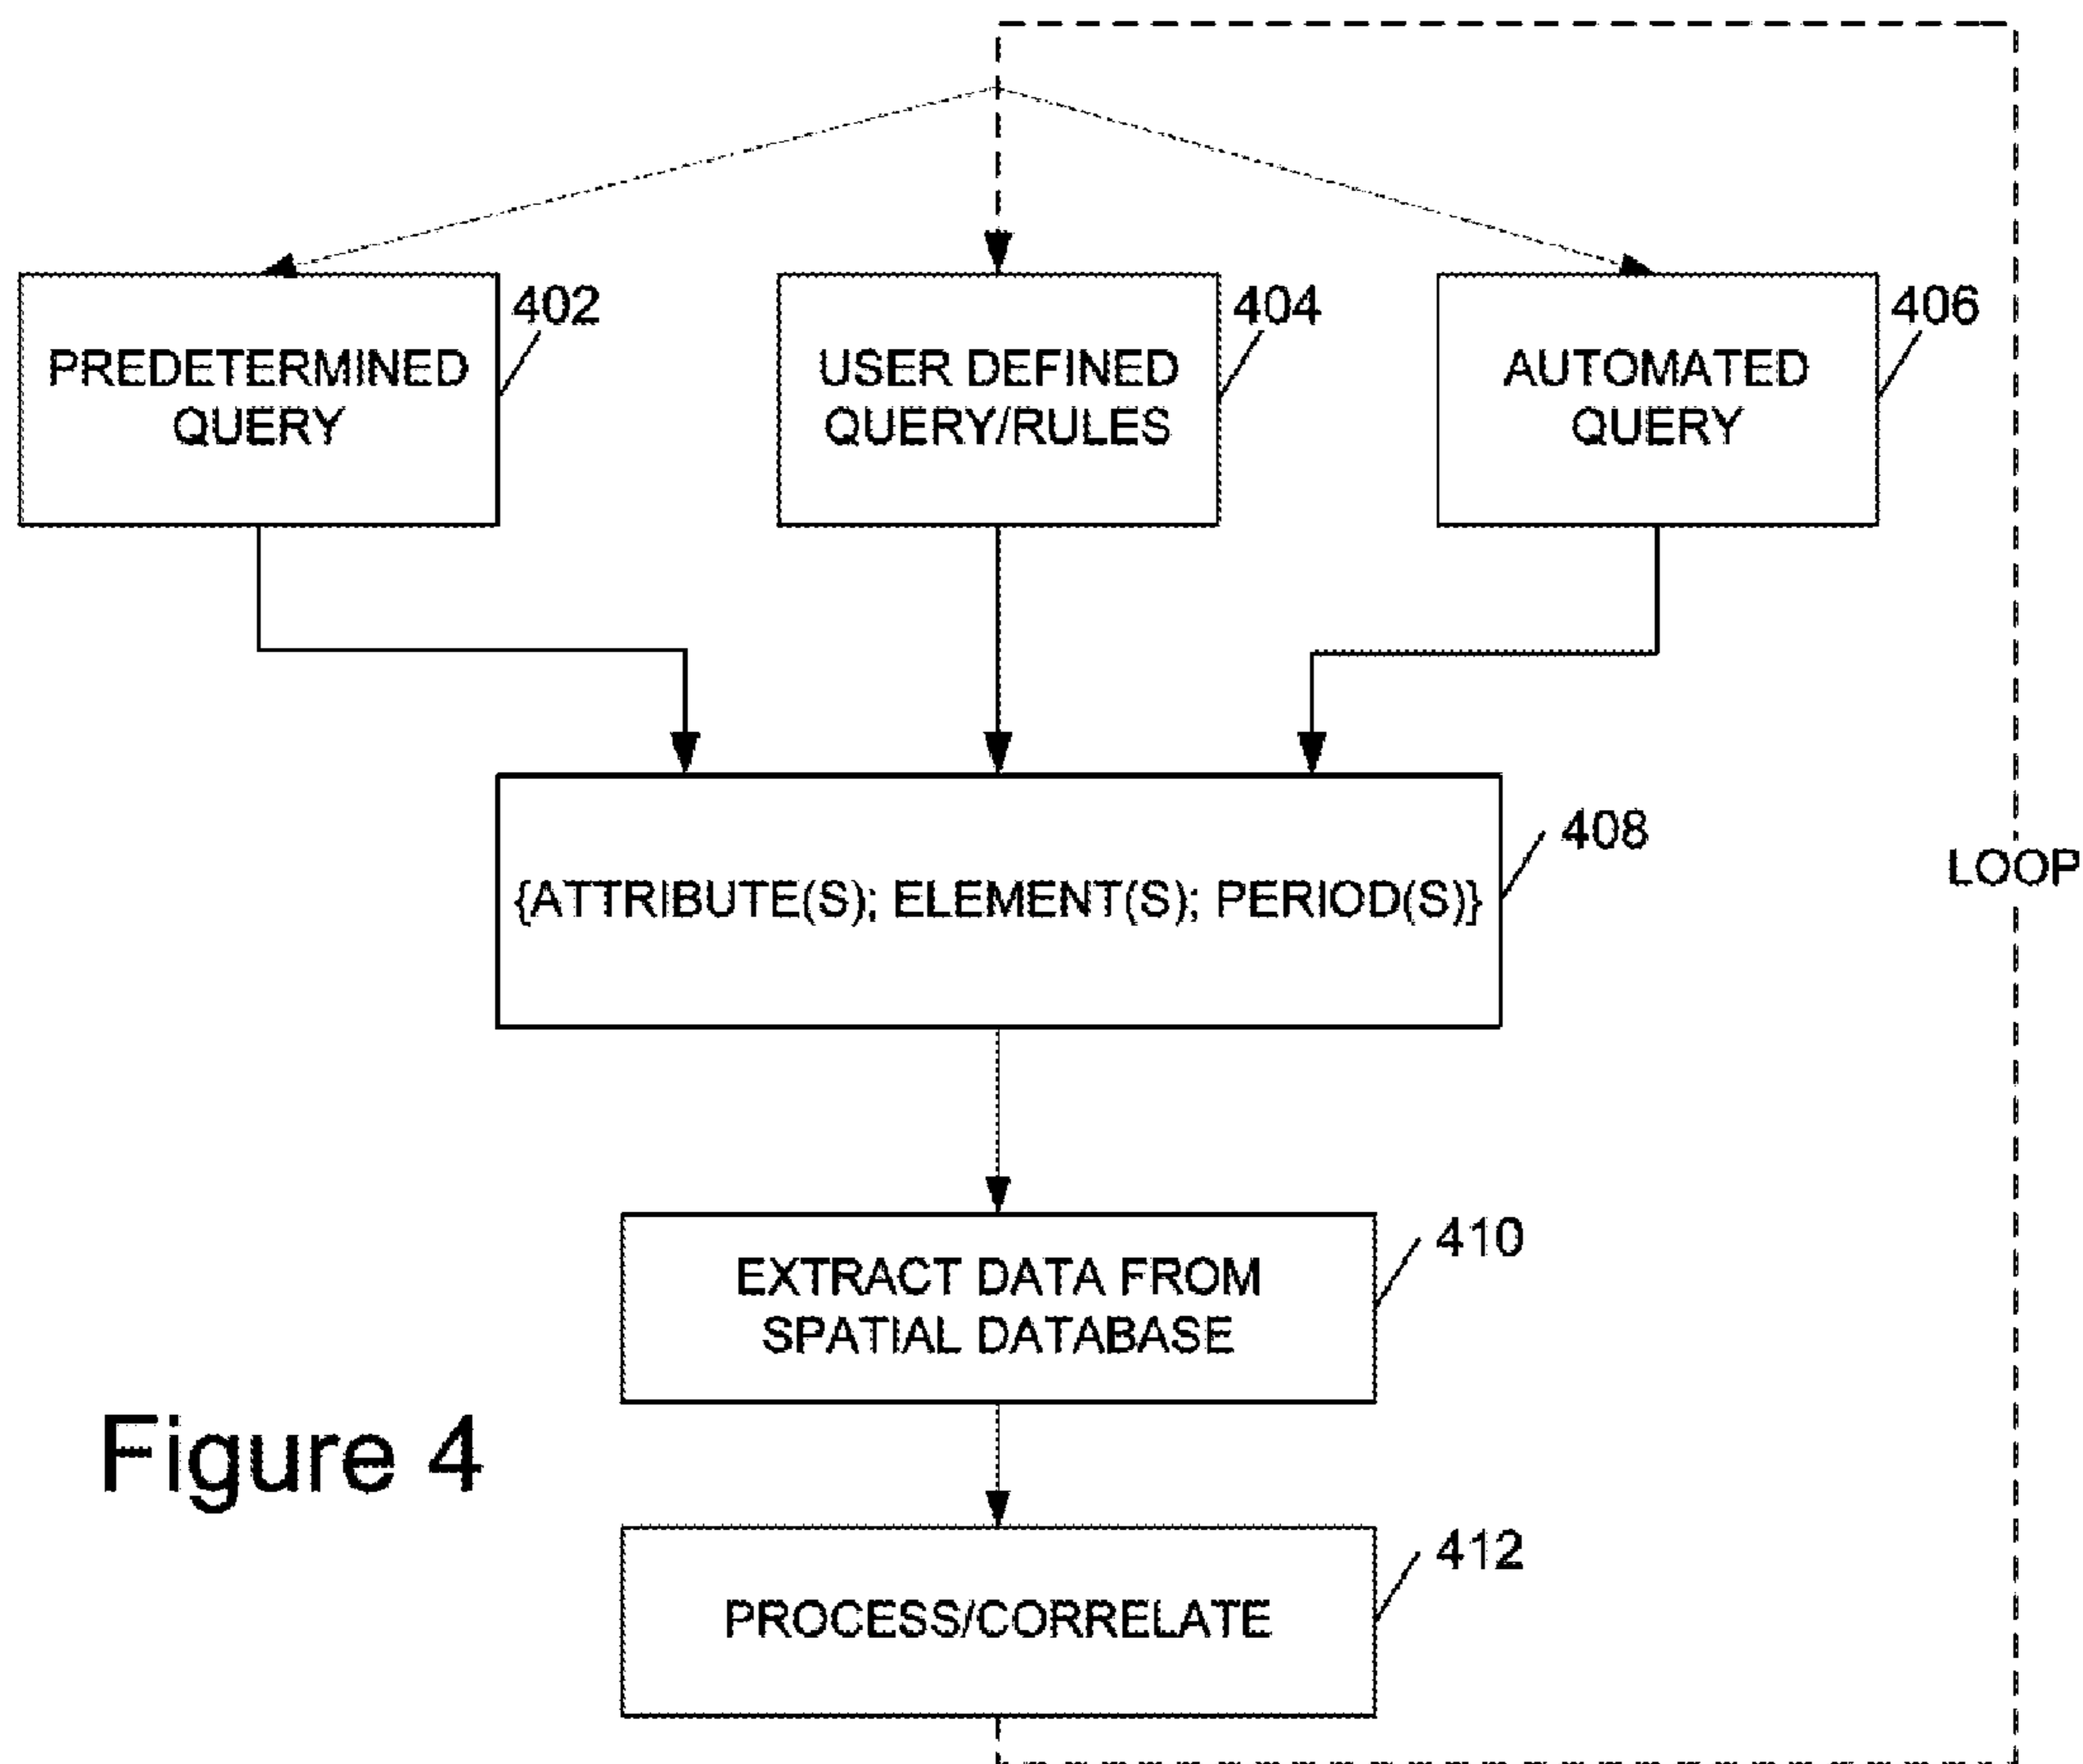 402
PREDETERMINED
QUERY
404
USER DEFINED
QUERY/RULES
406
AUTOMATED
QUERY
408
{ATTRIBUTE(S); ELEMENT(S); PERIOD(S)}
LOOP
410
EXTRACT DATA FROM
SPATIAL DATABASE
Figure 4
412
PROCESS/CORRELATE